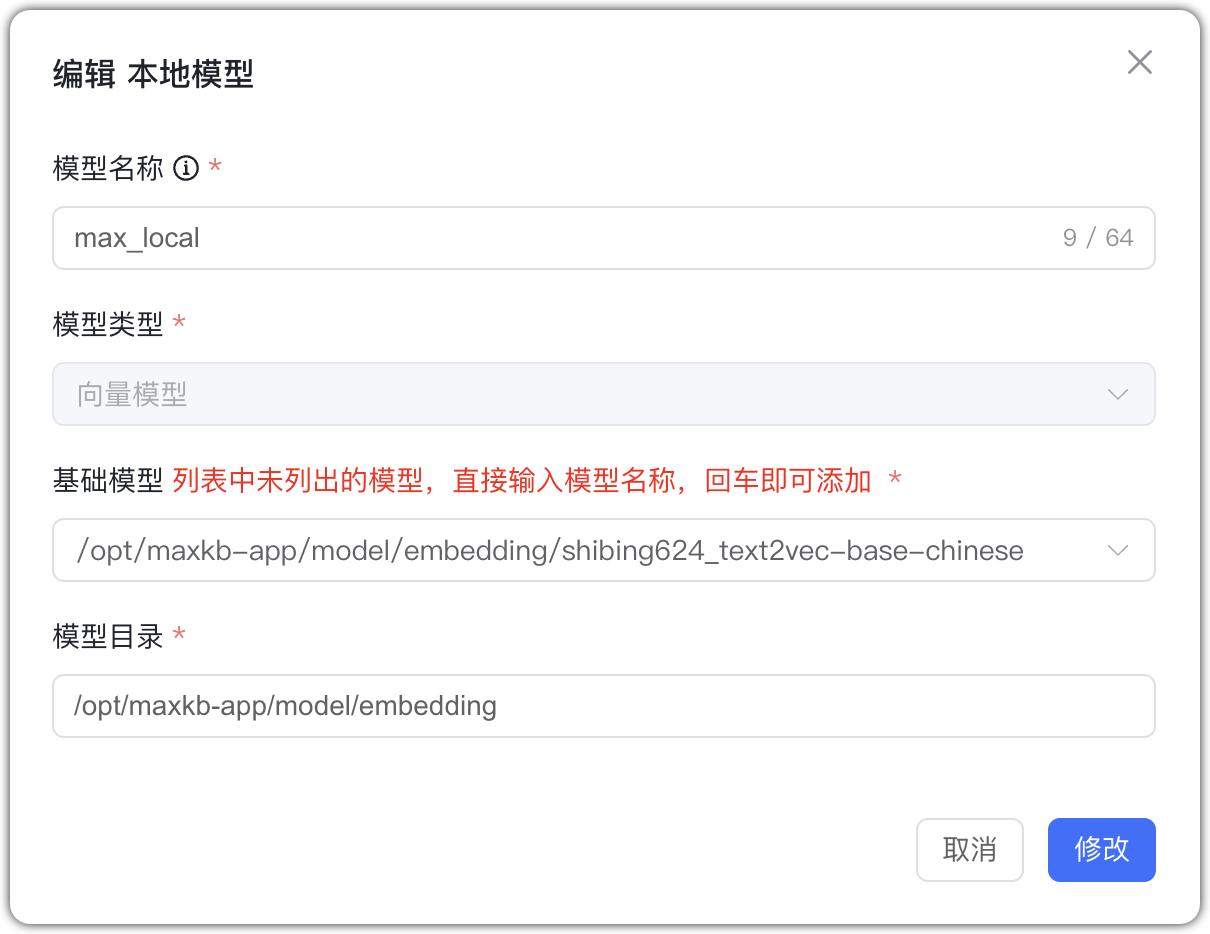 编辑 本地模型
模型名称 *
max_local 9 / 64
模型类型 *
向量模型
基础模型 列表中未列出的模型，直接输入模型名称，回车即可添加 *
/opt/maxkb-app/model/embedding/shibing624_text2vec-base-chinese
模型目录 *
/opt/maxkb-app/model/embedding
取消 修改